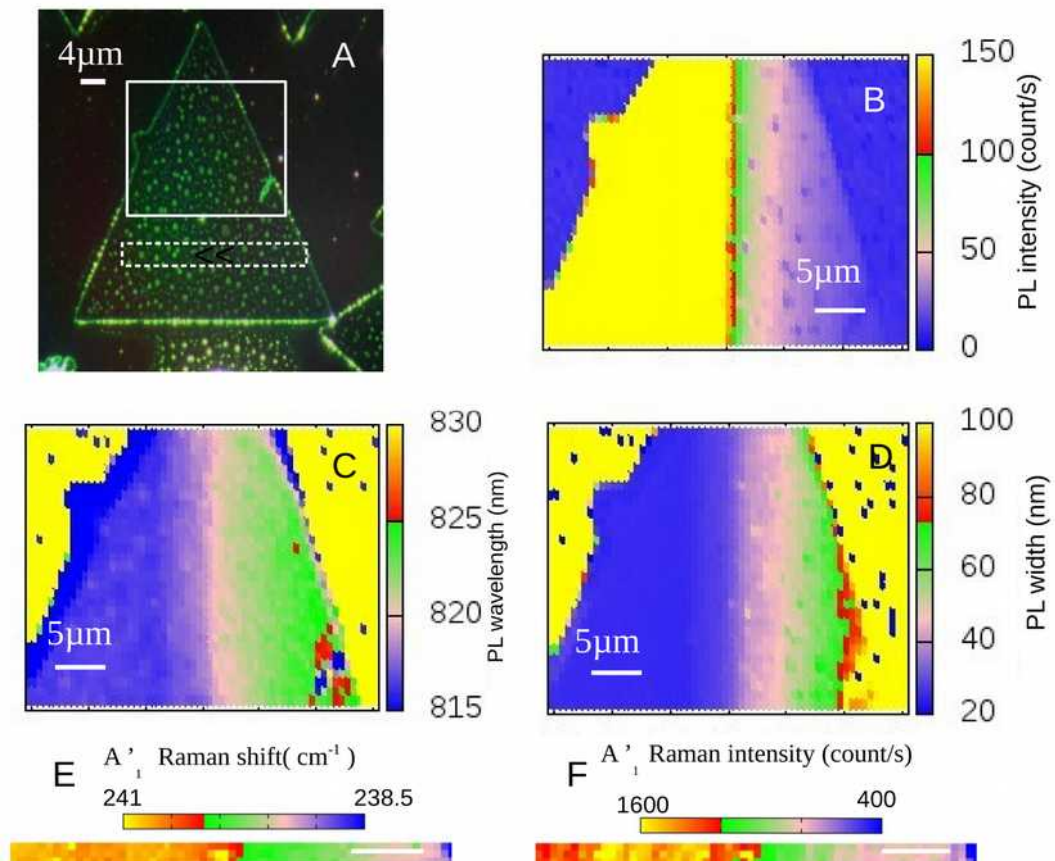 4µm
A
<<
B
150
100
50
0
PL intensity (count/s)
5µm
C
830
825
820
815
PL wavelength (nm)
5µm
D
100
80
60
40
20
PL width (nm)
5µm
E
A'₁ Raman shift( cm⁻¹ )
241
238.5
F
A'₁ Raman intensity (count/s)
1600
400